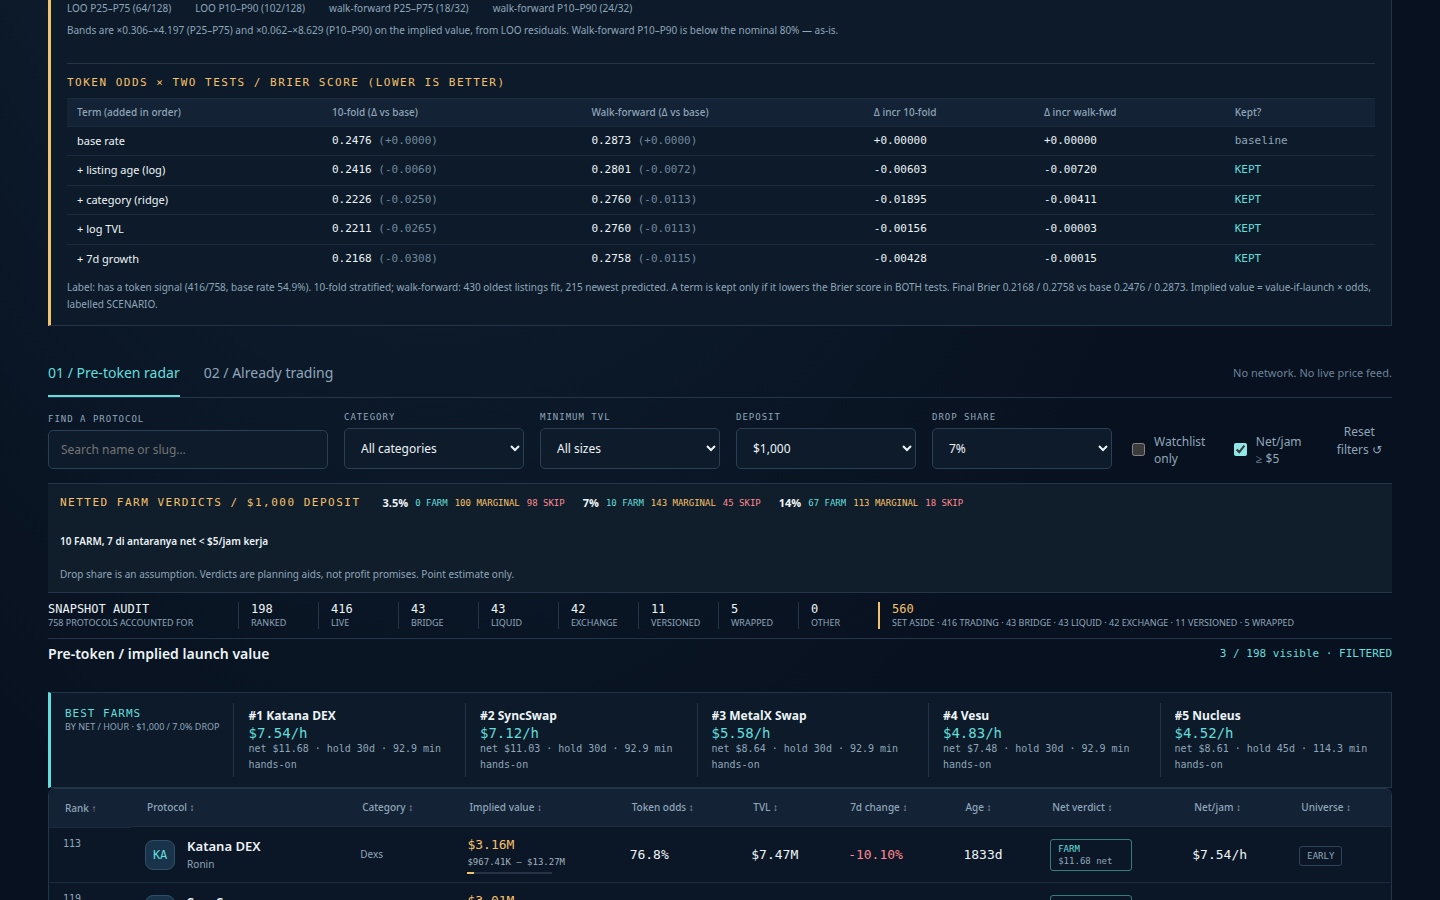 LOO P25–P75 (64/128) LOO P10–P90 (102/128) walk-forward P25–P75 (18/32) walk-forward P10–P90 (24/32)
Bands are ×0.306–×4.197 (P25–P75) and ×0.062–×8.629 (P10–P90) on the implied value, from LOO residuals. Walk-forward P10–P90 is below the nominal 80% — as-is.
TOKEN ODDS × TWO TESTS / BRIER SCORE (LOWER IS BETTER)
Term (added in order) 10-fold (Δ vs base) Walk-forward (Δ vs base) Δ incr 10-fold Δ incr walk-fwd Kept?
base rate 0.2476 (+0.0000) 0.2873 (+0.0000) +0.00000 +0.00000 baseline
+ listing age (log) 0.2416 (-0.0060) 0.2801 (-0.0072) -0.00603 -0.00720 KEPT
+ category (ridge) 0.2226 (-0.0250) 0.2760 (-0.0113) -0.01895 -0.00411 KEPT
+ log TVL 0.2211 (-0.0265) 0.2760 (-0.0113) -0.00156 -0.00003 KEPT
+ 7d growth 0.2168 (-0.0308) 0.2758 (-0.0115) -0.00428 -0.00015 KEPT
Label: has a token signal (416/758, base rate 54.9%). 10-fold stratified; walk-forward: 430 oldest listings fit, 215 newest predicted. A term is kept only if it lowers the Brier score in BOTH tests. Final Brier 0.2168 / 0.2758 vs base 0.2476 / 0.2873. Implied value = value-if-launch × odds,
labelled SCENARIO.
01 / Pre-token radar 02 / Already trading No network. No live price feed.
FIND A PROTOCOL CATEGORY MINIMUM TVL DEPOSIT DROP SHARE
Search name or slug... All categories All sizes $1,000 7% Watchlist only Net/jam ≥ $5 Reset filters ↺
NETTED FARM VERDICTS / $1,000 DEPOSIT 3.5% 0 FARM 100 MARGINAL 98 SKIP 7% 10 FARM 143 MARGINAL 45 SKIP 14% 67 FARM 113 MARGINAL 18 SKIP
10 FARM, 7 di antaranya net < $5/jam kerja
Drop share is an assumption. Verdicts are planning aids, not profit promises. Point estimate only.
SNAPSHOT AUDIT 198 416 43 43 42 11 5 0 560
758 PROTOCOLS ACCOUNTED FOR RANKED LIVE BRIDGE LIQUID EXCHANGE VERSIONED WRAPPED OTHER SET ASIDE · 416 TRADING · 43 BRIDGE · 43 LIQUID · 42 EXCHANGE · 11 VERSIONED · 5 WRAPPED
Pre-token / implied launch value 3 / 198 visible · FILTERED
BEST FARMS #1 Katana DEX #2 SyncSwap #3 MetalX Swap #4 Vesu #5 Nucleus
BY NET / HOUR · $1,000 / 7.0% DROP $7.54/h $7.12/h $5.58/h $4.83/h $4.52/h
net $11.68 · hold 30d · 92.9 min net $11.03 · hold 30d · 92.9 min net $8.64 · hold 30d · 92.9 min net $7.48 · hold 30d · 92.9 min net $8.61 · hold 45d · 114.3 min
hands-on hands-on hands-on hands-on hands-on
Rank ↑ Protocol ↕ Category ↕ Implied value ↕ Token odds ↕ TVL ↕ 7d change ↕ Age ↕ Net verdict ↕ Net/jam ↕ Universe ↕
113 KA Katana DEX Dexs $3.16M 76.8% $7.47M -10.10% 1833d FARM $7.54/h EARLY
Ronin $967.41K — $13.27M $11.68 net